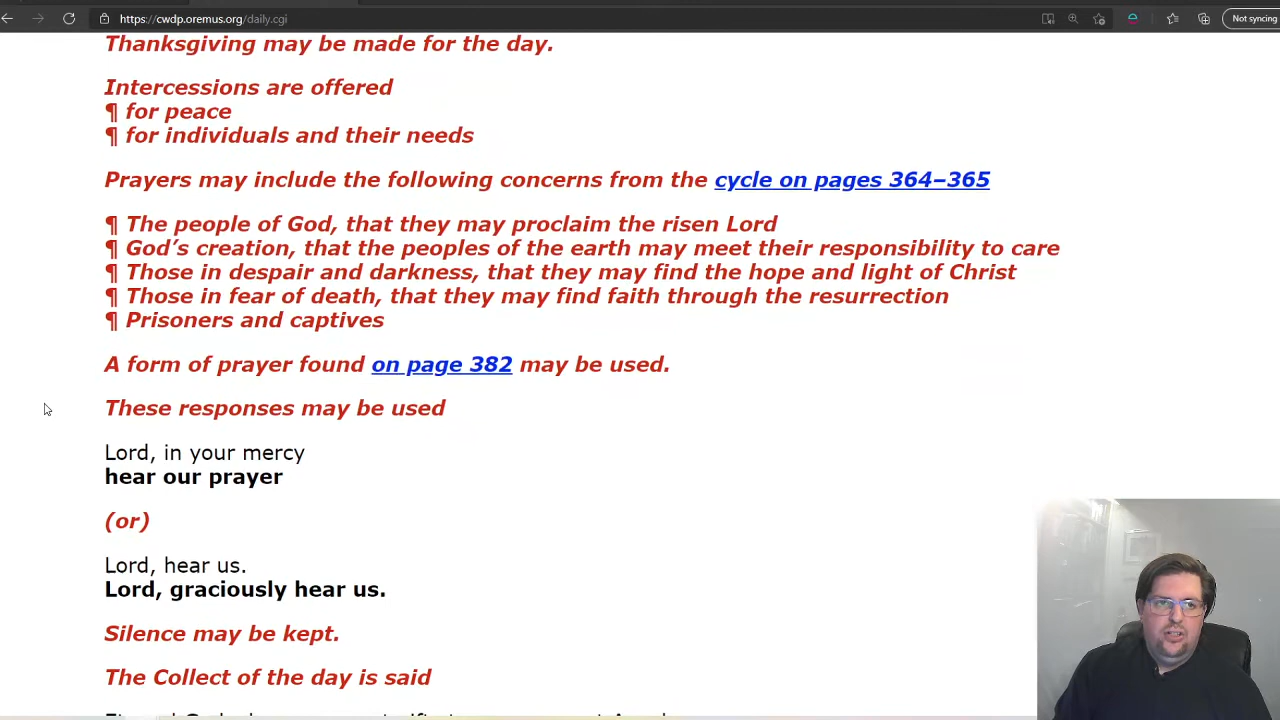 https://cwdp.oremus.org/daily.cgi
Not syncing
Thanksgiving may be made for the day.
Intercessions are offered
¶ for peace
¶ for individuals and their needs
Prayers may include the following concerns from the cycle on pages 364–365
¶ The people of God, that they may proclaim the risen Lord
¶ God’s creation, that the peoples of the earth may meet their responsibility to care
¶ Those in despair and darkness, that they may find the hope and light of Christ
¶ Those in fear of death, that they may find faith through the resurrection
¶ Prisoners and captives
A form of prayer found on page 382 may be used.
These responses may be used
Lord, in your mercy
hear our prayer
(or)
Lord, hear us.
Lord, graciously hear us.
Silence may be kept.
The Collect of the day is said